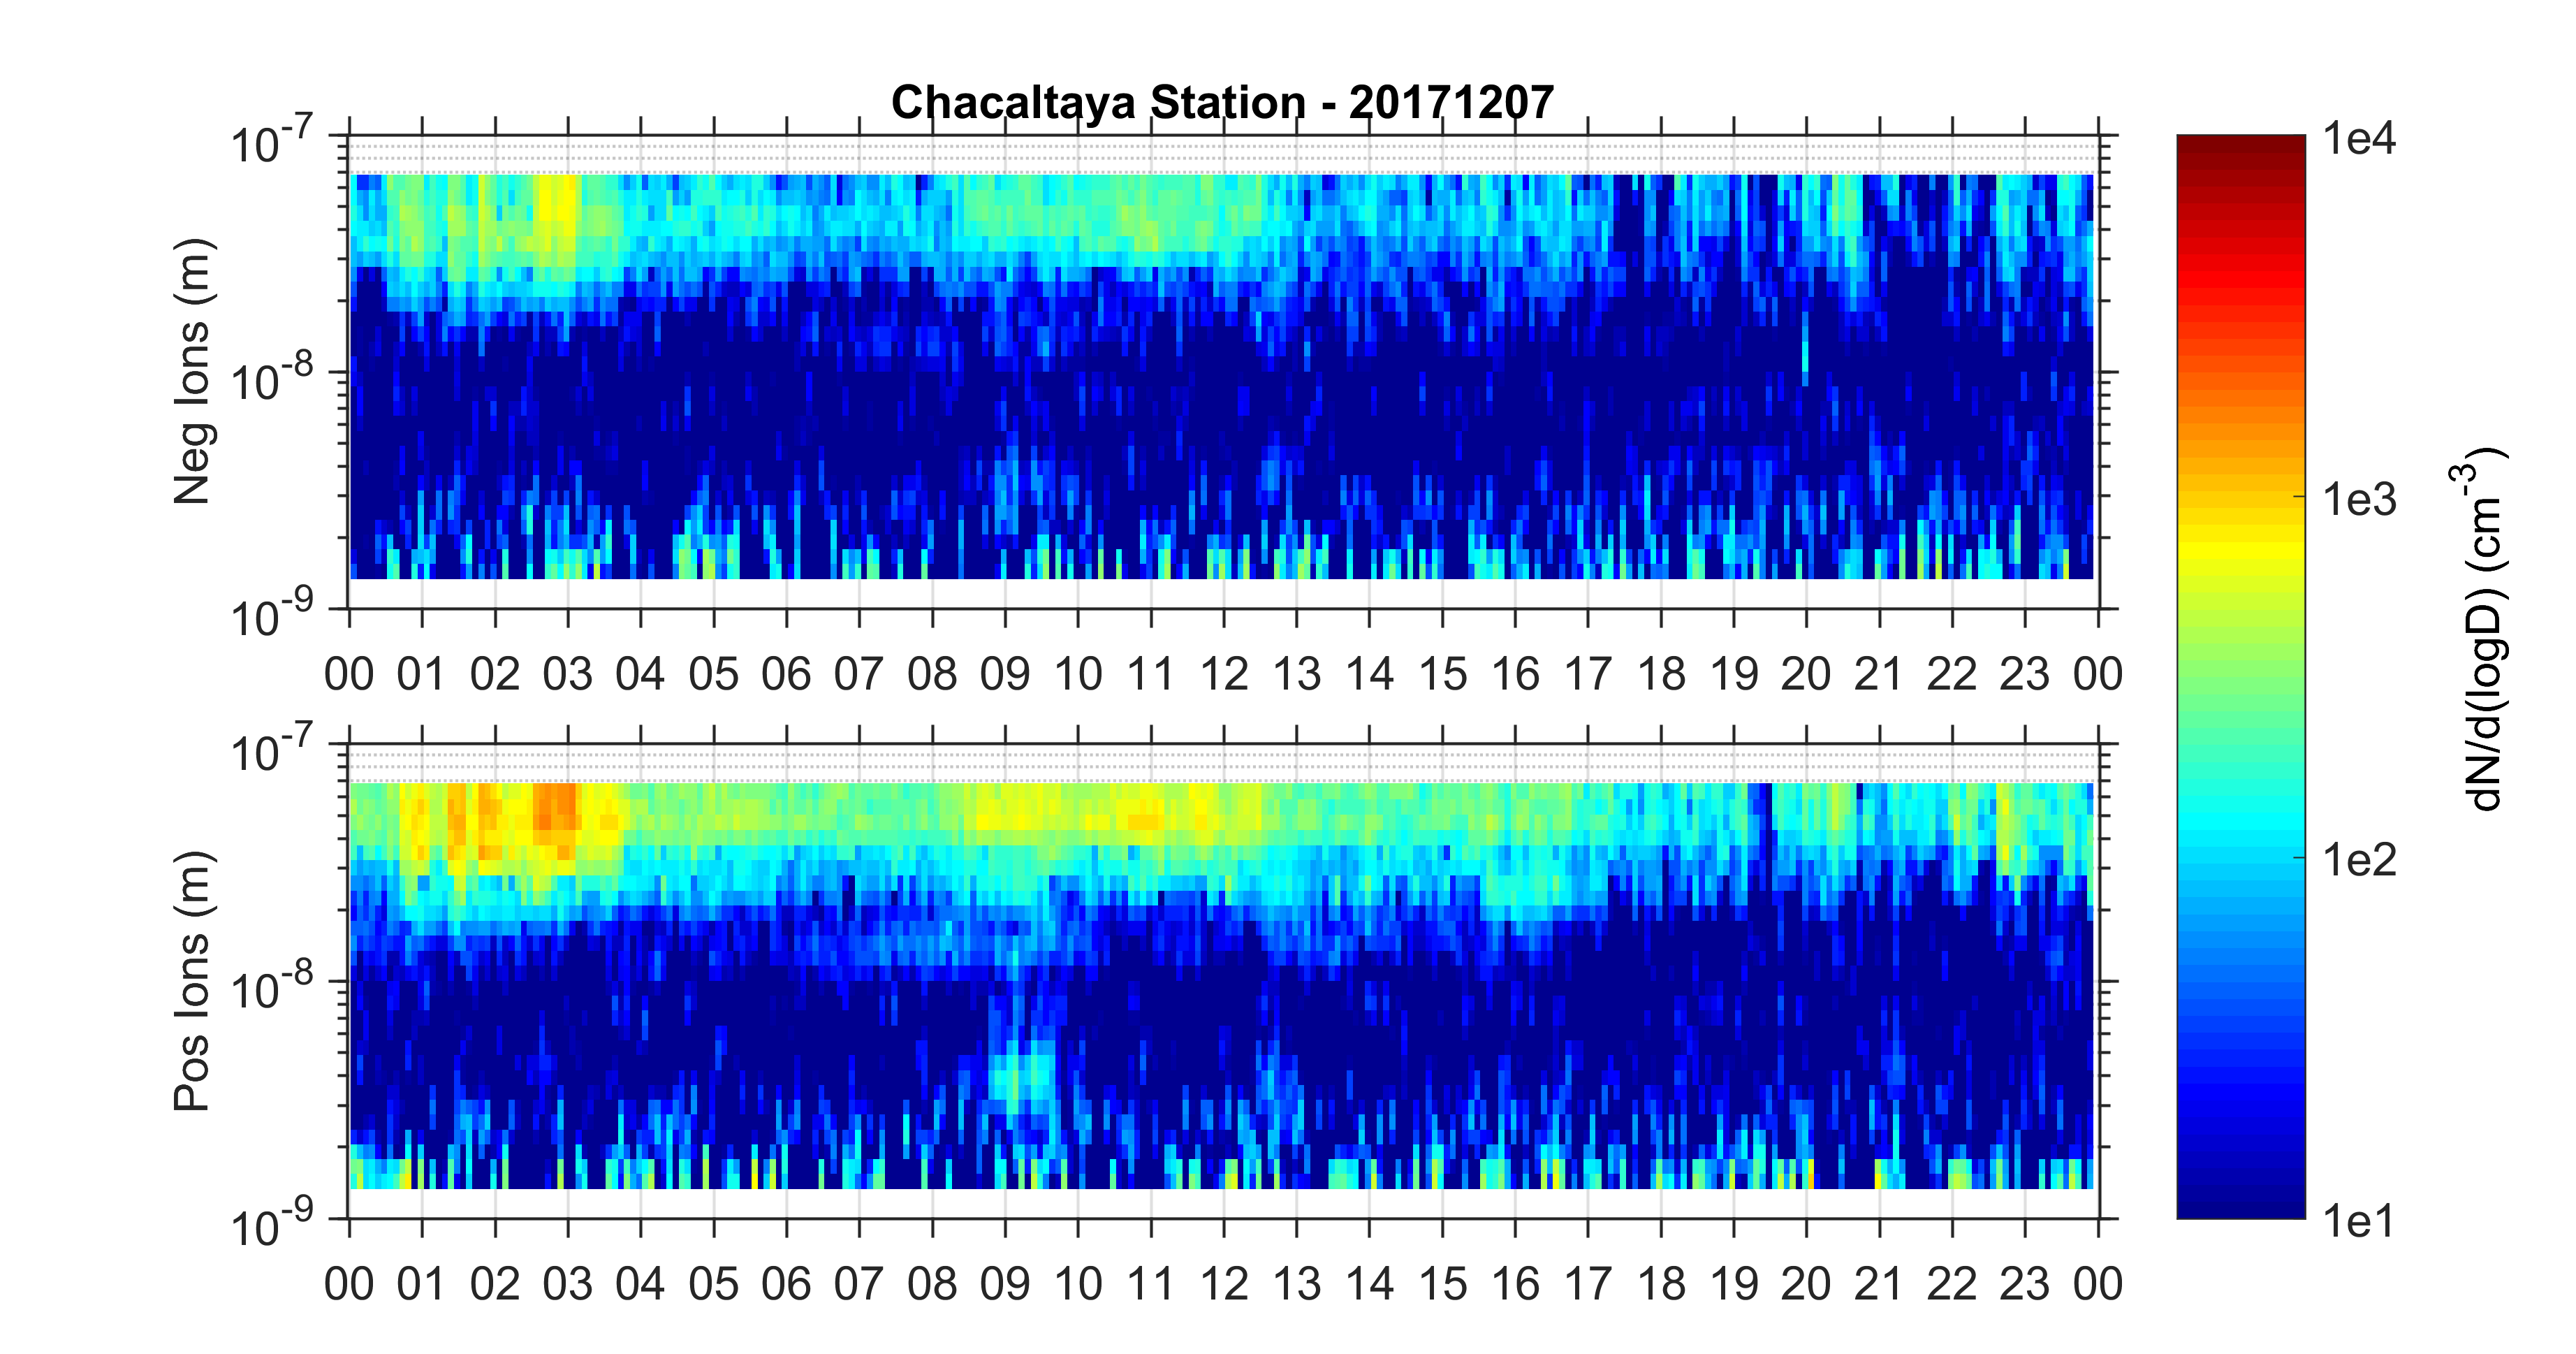 Chacaltaya Station - 20171207
Neg Ions (m)
10-7
10-8
10-9
00 01 02 03 04 05 06 07 08 09 10 11 12 13 14 15 16 17 18 19 20 21 22 23 00
Pos Ions (m)
10-7
10-8
10-9
00 01 02 03 04 05 06 07 08 09 10 11 12 13 14 15 16 17 18 19 20 21 22 23 00
1e4
1e3
1e2
1e1
dN/d(logD) (cm-3)